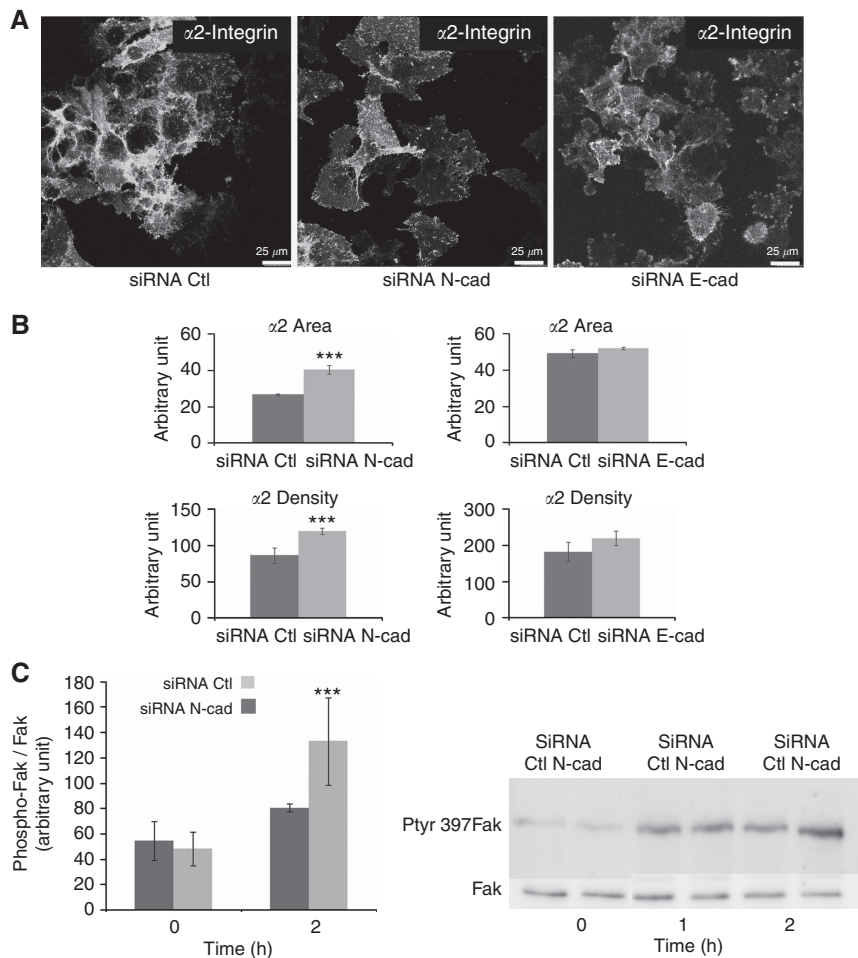 A
α2-Integrin
α2-Integrin
α2-Integrin
25 μm
25 μm
25 μm
siRNA Ctl
siRNA N-cad
siRNA E-cad
B
α2 Area
Arbitrary unit
60
40
20
0
***
siRNA Ctl siRNA N-cad
α2 Area
Arbitrary unit
60
40
20
0
siRNA Ctl siRNA E-cad
α2 Density
Arbitrary unit
150
100
50
0
***
siRNA Ctl siRNA N-cad
α2 Density
Arbitrary unit
300
200
100
0
siRNA Ctl siRNA E-cad
C
Phospho-Fak / Fak
(arbitrary unit)
180
160
140
120
100
80
60
40
20
0
siRNA Ctl
siRNA N-cad
***
0 2
Time (h)
SiRNA SiRNA SiRNA
Ctl N-cad Ctl N-cad Ctl N-cad
Ptyr 397Fak
Fak
0 1 2
Time (h)